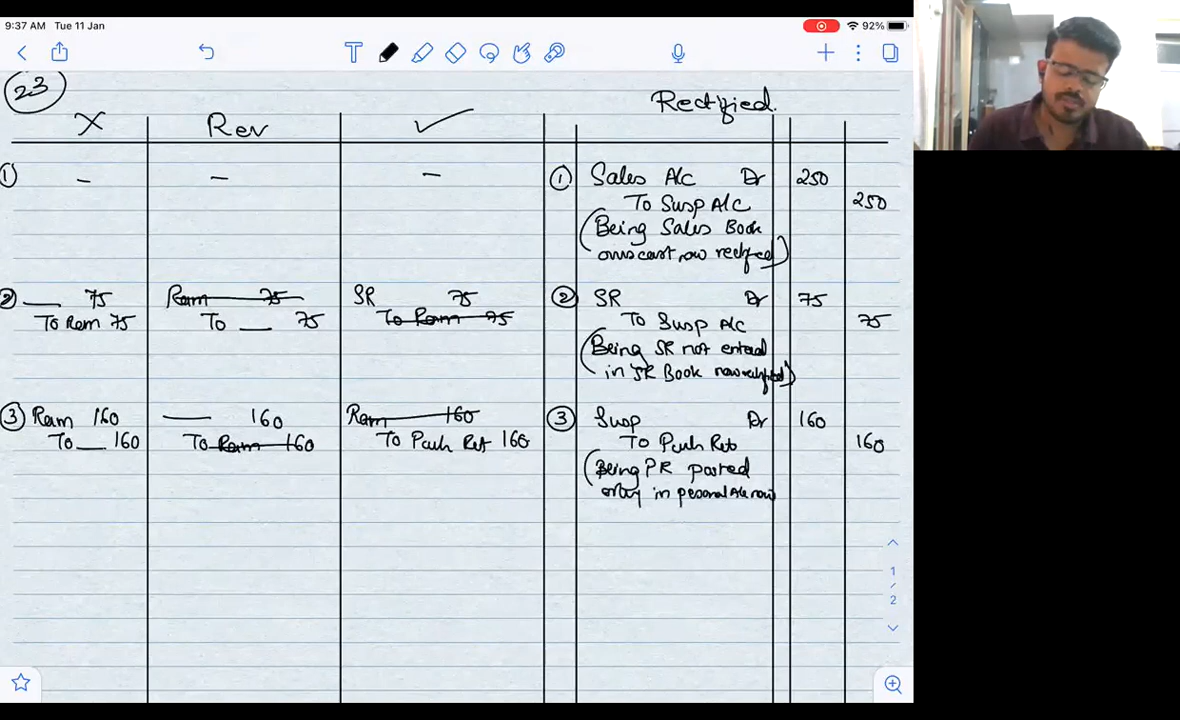 9:37 AM Tue 11 Jan
92%
T
23
Rectified.
X Rev ✓
① – – –
① Sales A/c Dr 250
To Susp A/c 250
(Being Sales Book
overcast now rectified)
② — 75 Ram 75 SR 75
To Ram 75 To — 75 To Ram 75
② SR Dr 75
To Susp A/c 75
(Being SR not entered
in SR Book now rectified)
③ Ram 160 — 160 Ram 160
To — 160 To Ram 160 To Puch Ret 160
③ Susp Dr 160
To Puch Ret 160
(Being PR posted
only in personal A/c now
1
/
2